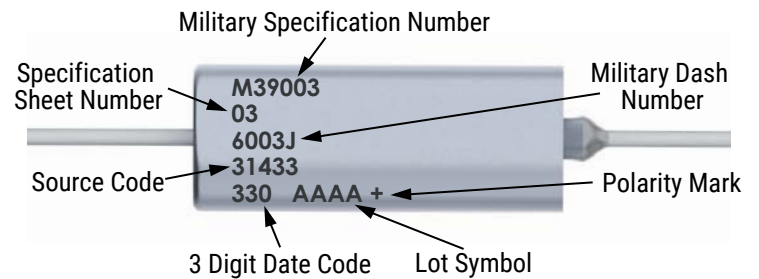 Military Specification Number
Specification
Sheet Number
Military Dash
Number
M39003
03
6003J
31433
330 AAAA +
Source Code
Polarity Mark
3 Digit Date Code
Lot Symbol